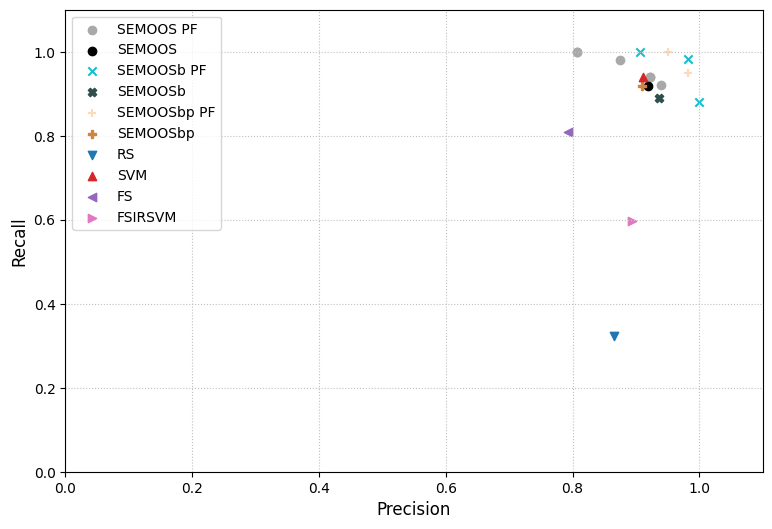 SEMOOS PF
SEMOOS
SEMOOSb PF
SEMOOSb
SEMOOSbp PF
SEMOOSbp
RS
SVM
FS
FSIRSVM
1.0
0.8
0.6
0.4
0.2
0.0
Recall
0.0 0.2 0.4 0.6 0.8 1.0
Precision